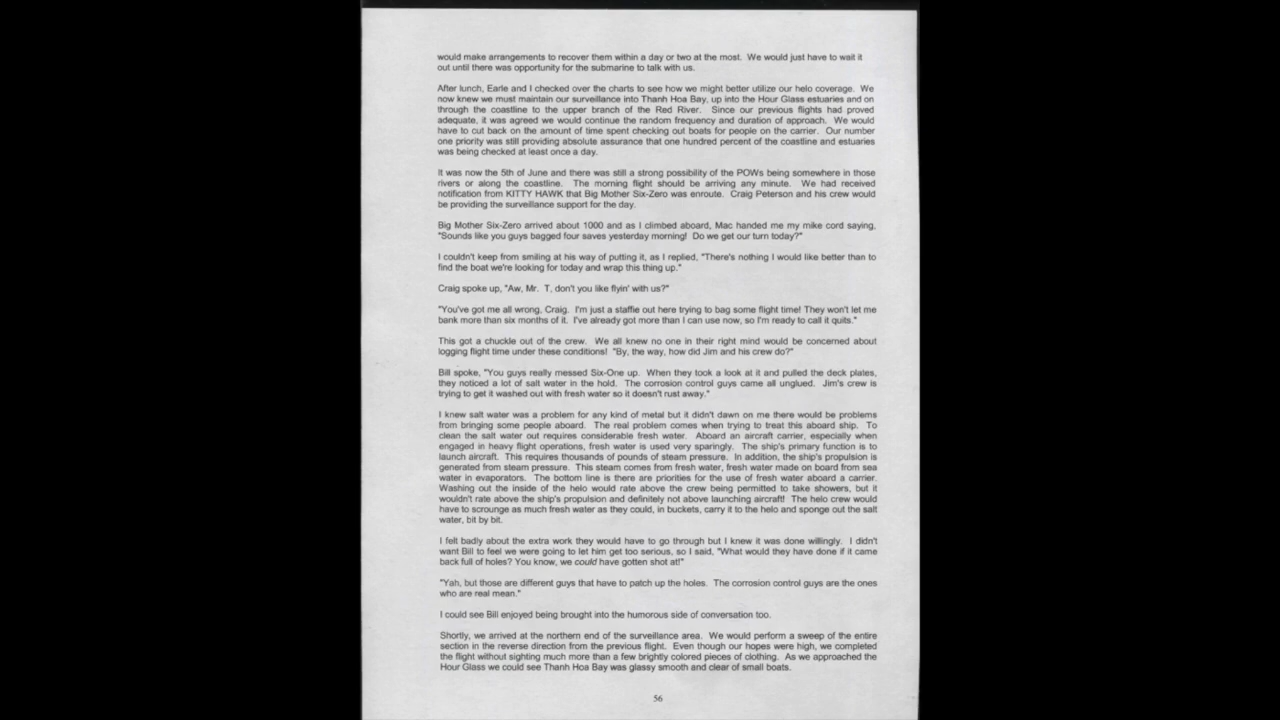 would make arrangements to recover them within a day or two at the most. We would just have to wait it
out until there was opportunity for the submarine to talk with us.
After lunch, Earle and I checked over the charts to see how we might better utilize our helo coverage. We
now knew we must maintain our surveillance into Thanh Hoa Bay, up into the Hour Glass estuaries and on
through the coastline to the upper branch of the Red River. Since our previous flights had proved
adequate, it was agreed we would continue the random frequency and duration of approach. We would
have to cut back on the amount of time spent checking out boats for people on the carrier. Our number
one priority was still providing absolute assurance that one hundred percent of the coastline and estuaries
was being checked at least once a day.
It was now the 5th of June and there was still a strong possibility of the POWs being somewhere in those
rivers or along the coastline. The morning flight should be arriving any minute. We had received
notification from KITTY HAWK that Big Mother Six-Zero was enroute. Craig Peterson and his crew would
be providing the surveillance support for the day.
Big Mother Six-Zero arrived about 1000 and as I climbed aboard, Mac handed me my mike cord saying,
"Sounds like you guys bagged four saves yesterday morning! Do we get our turn today?"
I couldn't keep from smiling at his way of putting it, as I replied, "There's nothing I would like better than to
find the boat we're looking for today and wrap this thing up."
Craig spoke up, "Aw, Mr. T, don't you like flyin' with us?"
"You've got me all wrong, Craig. I'm just a staffie out here trying to bag some flight time! They won't let me
bank more than six months of it. I've already got more than I can use now, so I'm ready to call it quits."
This got a chuckle out of the crew. We all knew no one in their right mind would be concerned about
logging flight time under these conditions! "By, the way, how did Jim and his crew do?"
Bill spoke, "You guys really messed Six-One up. When they took a look at it and pulled the deck plates,
they noticed a lot of salt water in the hold. The corrosion control guys came all unglued. Jim's crew is
trying to get it washed out with fresh water so it doesn't rust away."
I knew salt water was a problem for any kind of metal but it didn't dawn on me there would be problems
from bringing some people aboard. The real problem comes when trying to treat this aboard ship. To
clean the salt water out requires considerable fresh water. Aboard an aircraft carrier, especially when
engaged in heavy flight operations, fresh water is used very sparingly. The ship's primary function is to
launch aircraft. This requires thousands of pounds of steam pressure. In addition, the ship's propulsion is
generated from steam pressure. This steam comes from fresh water, fresh water made on board from sea
water in evaporators. The bottom line is there are priorities for the use of fresh water aboard a carrier.
Washing out the inside of the helo would rate above the crew being permitted to take showers, but it
wouldn't rate above the ship's propulsion and definitely not above launching aircraft! The helo crew would
have to scrounge as much fresh water as they could, in buckets, carry it to the helo and sponge out the salt
water, bit by bit.
I felt badly about the extra work they would have to go through but I knew it was done willingly. I didn't
want Bill to feel we were going to let him get too serious, so I said, "What would they have done if it came
back full of holes? You know, we could have gotten shot at!"
"Yah, but those are different guys that have to patch up the holes. The corrosion control guys are the ones
who are real mean."
I could see Bill enjoyed being brought into the humorous side of conversation too.
Shortly, we arrived at the northern end of the surveillance area. We would perform a sweep of the entire
section in the reverse direction from the previous flight. Even though our hopes were high, we completed
the flight without sighting much more than a few brightly colored pieces of clothing. As we approached the
Hour Glass we could see Thanh Hoa Bay was glassy smooth and clear of small boats.
56